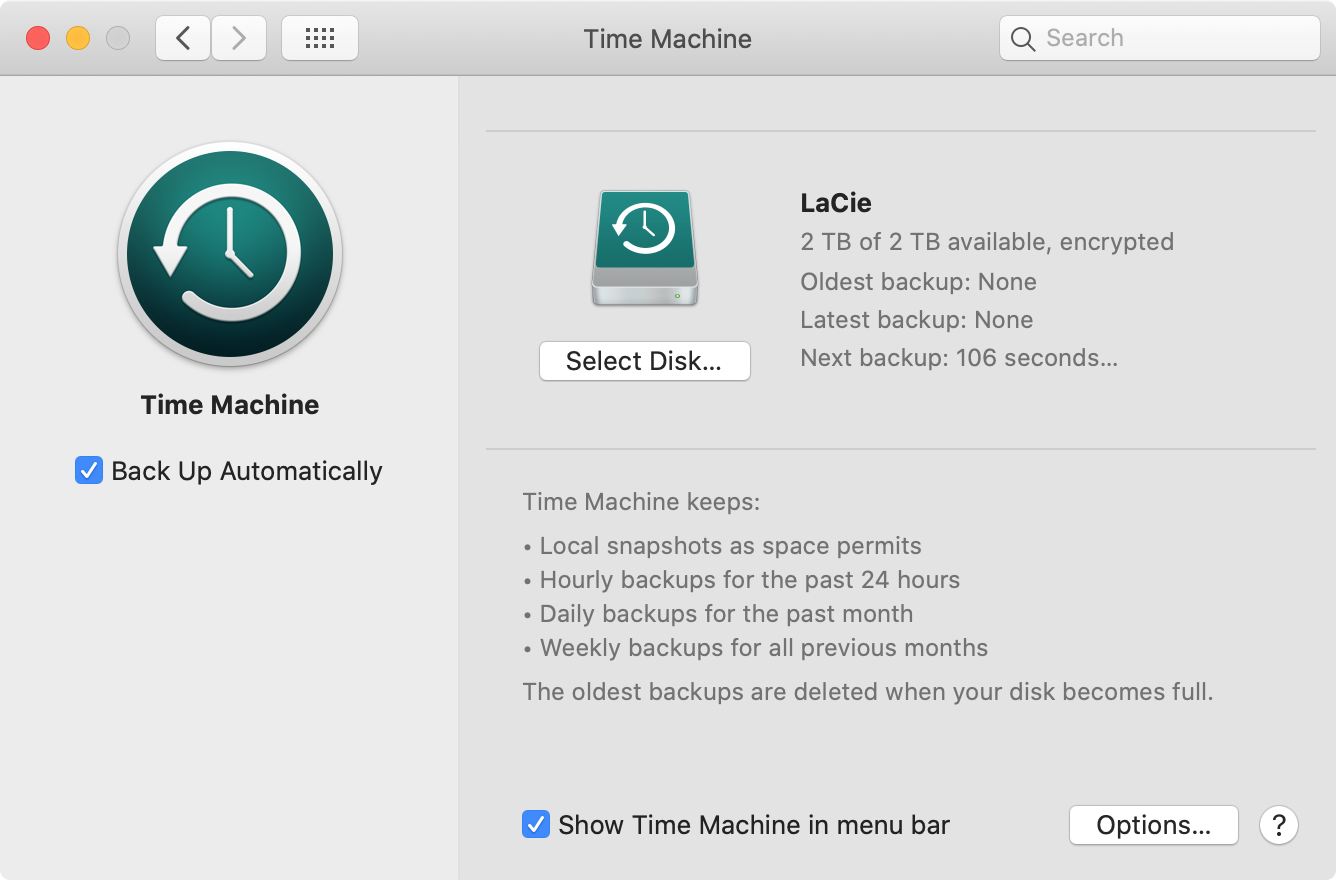 Time Machine
Search
Time Machine
Back Up Automatically
LaCie
2 TB of 2 TB available, encrypted
Oldest backup: None
Latest backup: None
Next backup: 106 seconds...
Select Disk...
Time Machine keeps:
• Local snapshots as space permits
• Hourly backups for the past 24 hours
• Daily backups for the past month
• Weekly backups for all previous months
The oldest backups are deleted when your disk becomes full.
Show Time Machine in menu bar
Options...
?